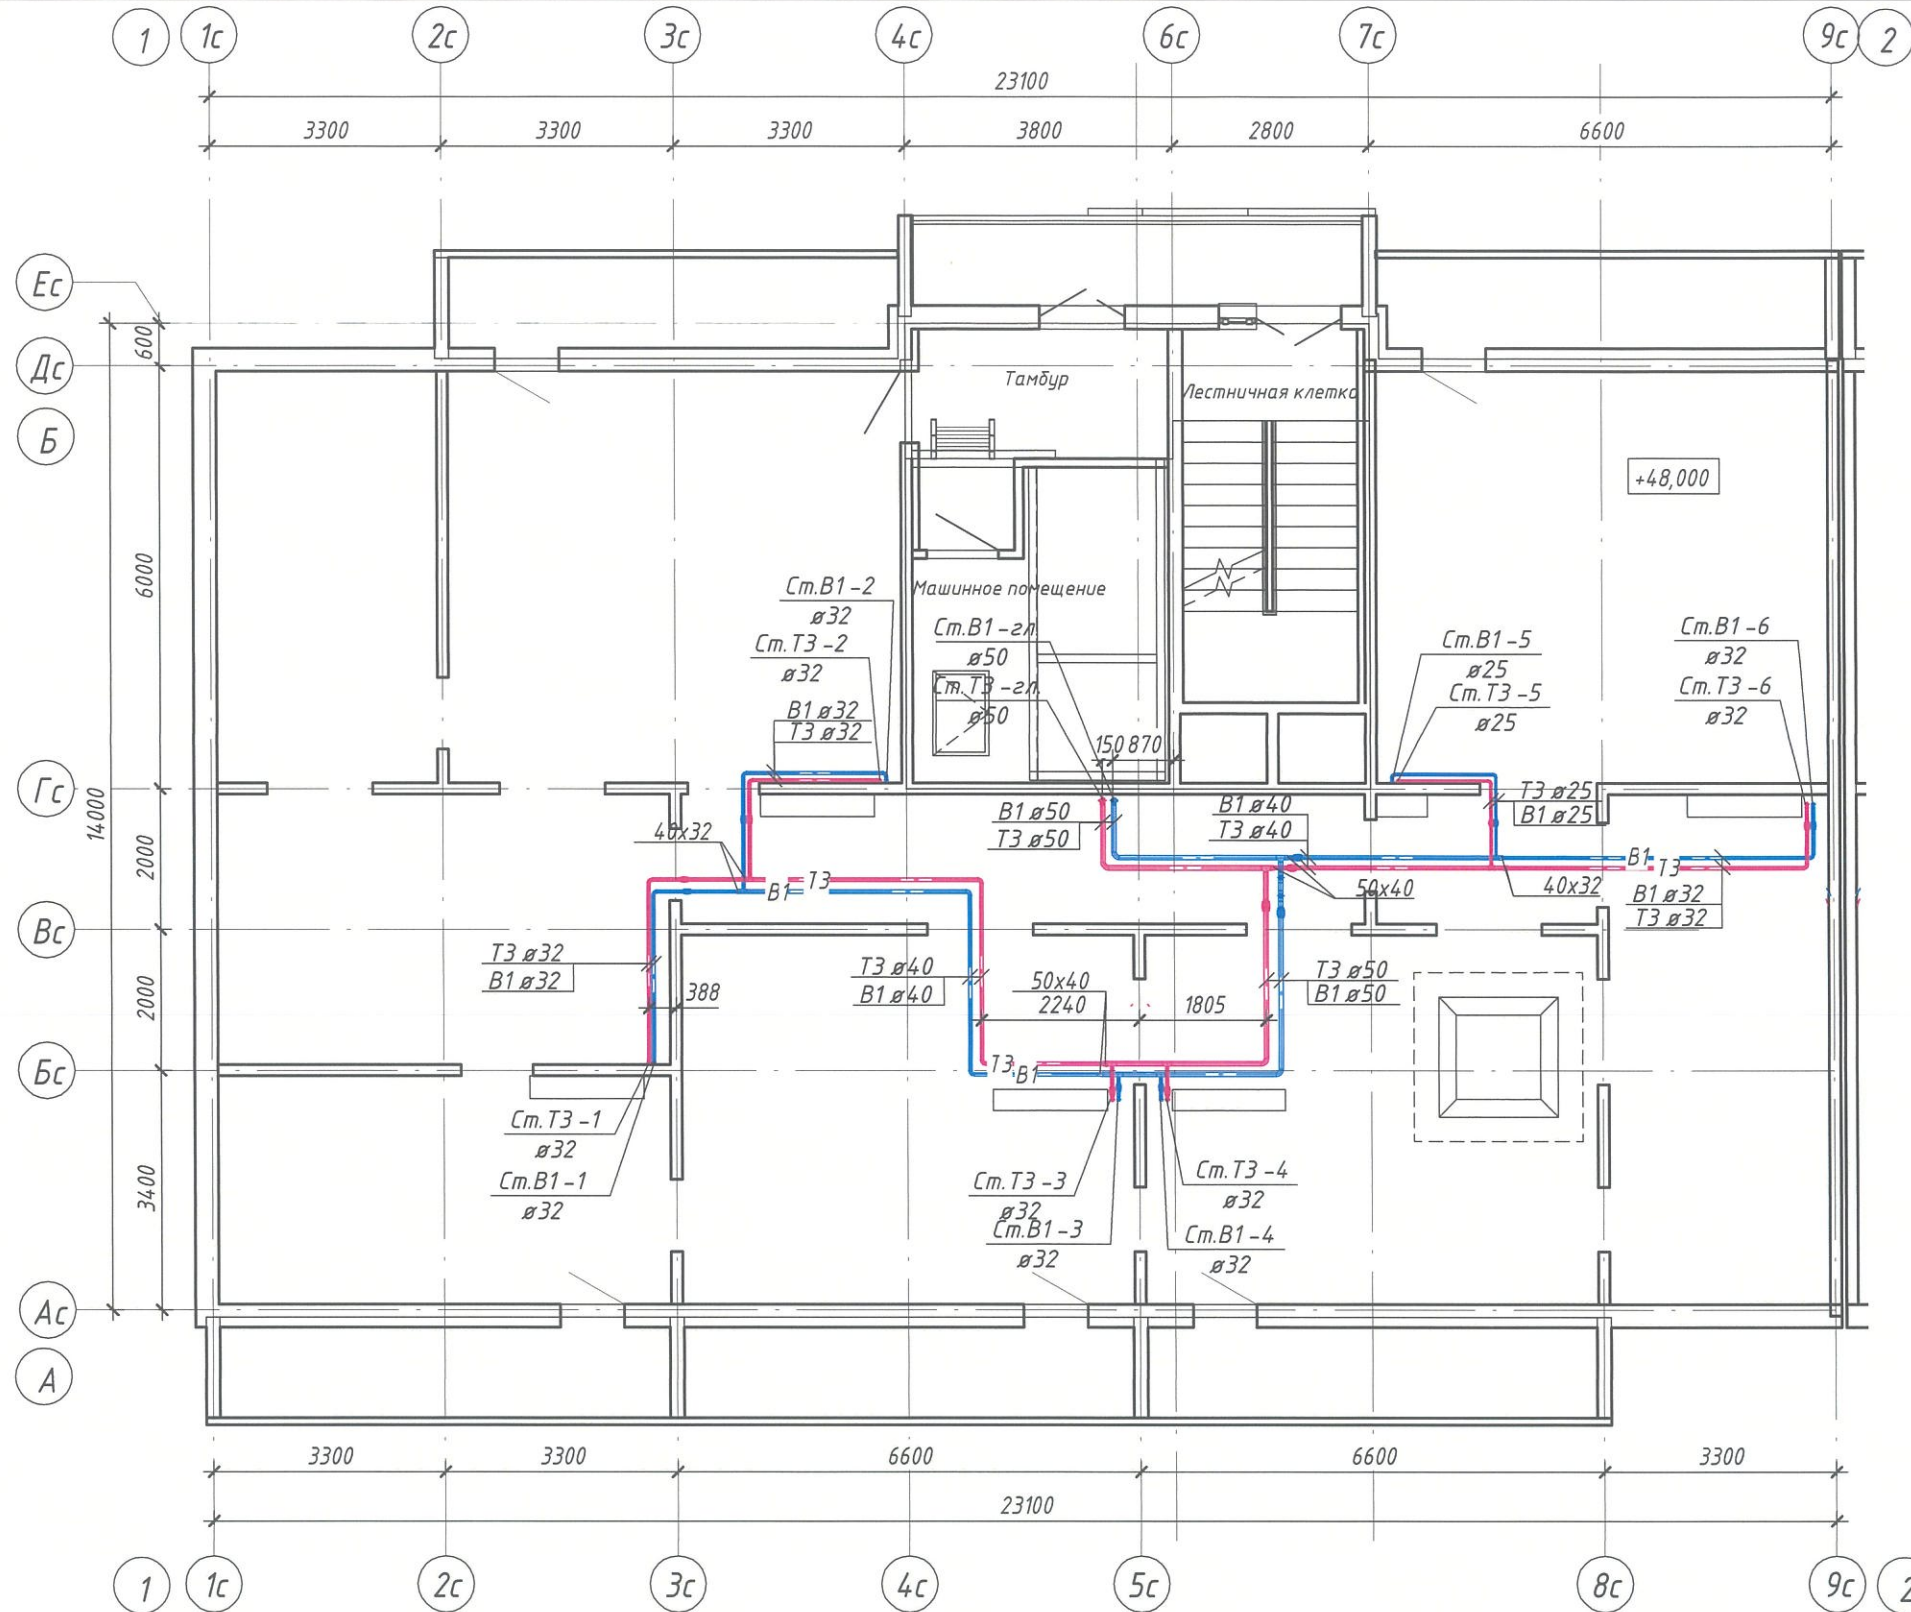 1 1с 2с 3с 4с 6с 7с 9с 2
23100
3300 3300 3300 3800 2800 6600
Ес
600
Дс
Тамбур
Лестничная клетка
Б
+48,000
6000
Ст.В1-2
ø32
Машинное помещение
Ст.Т3-2
ø32
Ст.В1-гл.
ø50
Ст.В1-5
ø25
Ст.В1-6
ø32
Ст.Т3-гл.
ø50
Ст.Т3-5
ø25
Ст.Т3-6
ø32
В1 ø32
Т3 ø32
150 870
Гс
14000
В1 ø50
Т3 ø50
В1 ø40
Т3 ø40
Т3 ø25
В1 ø25
40х32
2000
Т3
В1
В1
Т3
50х40
40х32
В1 ø32
Т3 ø32
Вс
Т3 ø32
В1 ø32
388
Т3 ø40
В1 ø40
50х40
2240
1805
Т3 ø50
В1 ø50
2000
Бс
Т3
В1
Ст.Т3-1
ø32
Ст.В1-1
ø32
Ст.Т3-3
ø32
Ст.В1-3
ø32
Ст.Т3-4
ø32
Ст.В1-4
ø32
3400
Ас
А
3300 3300 6600 6600 3300
23100
1 1с 2с 3с 4с 5с 8с 9с 2